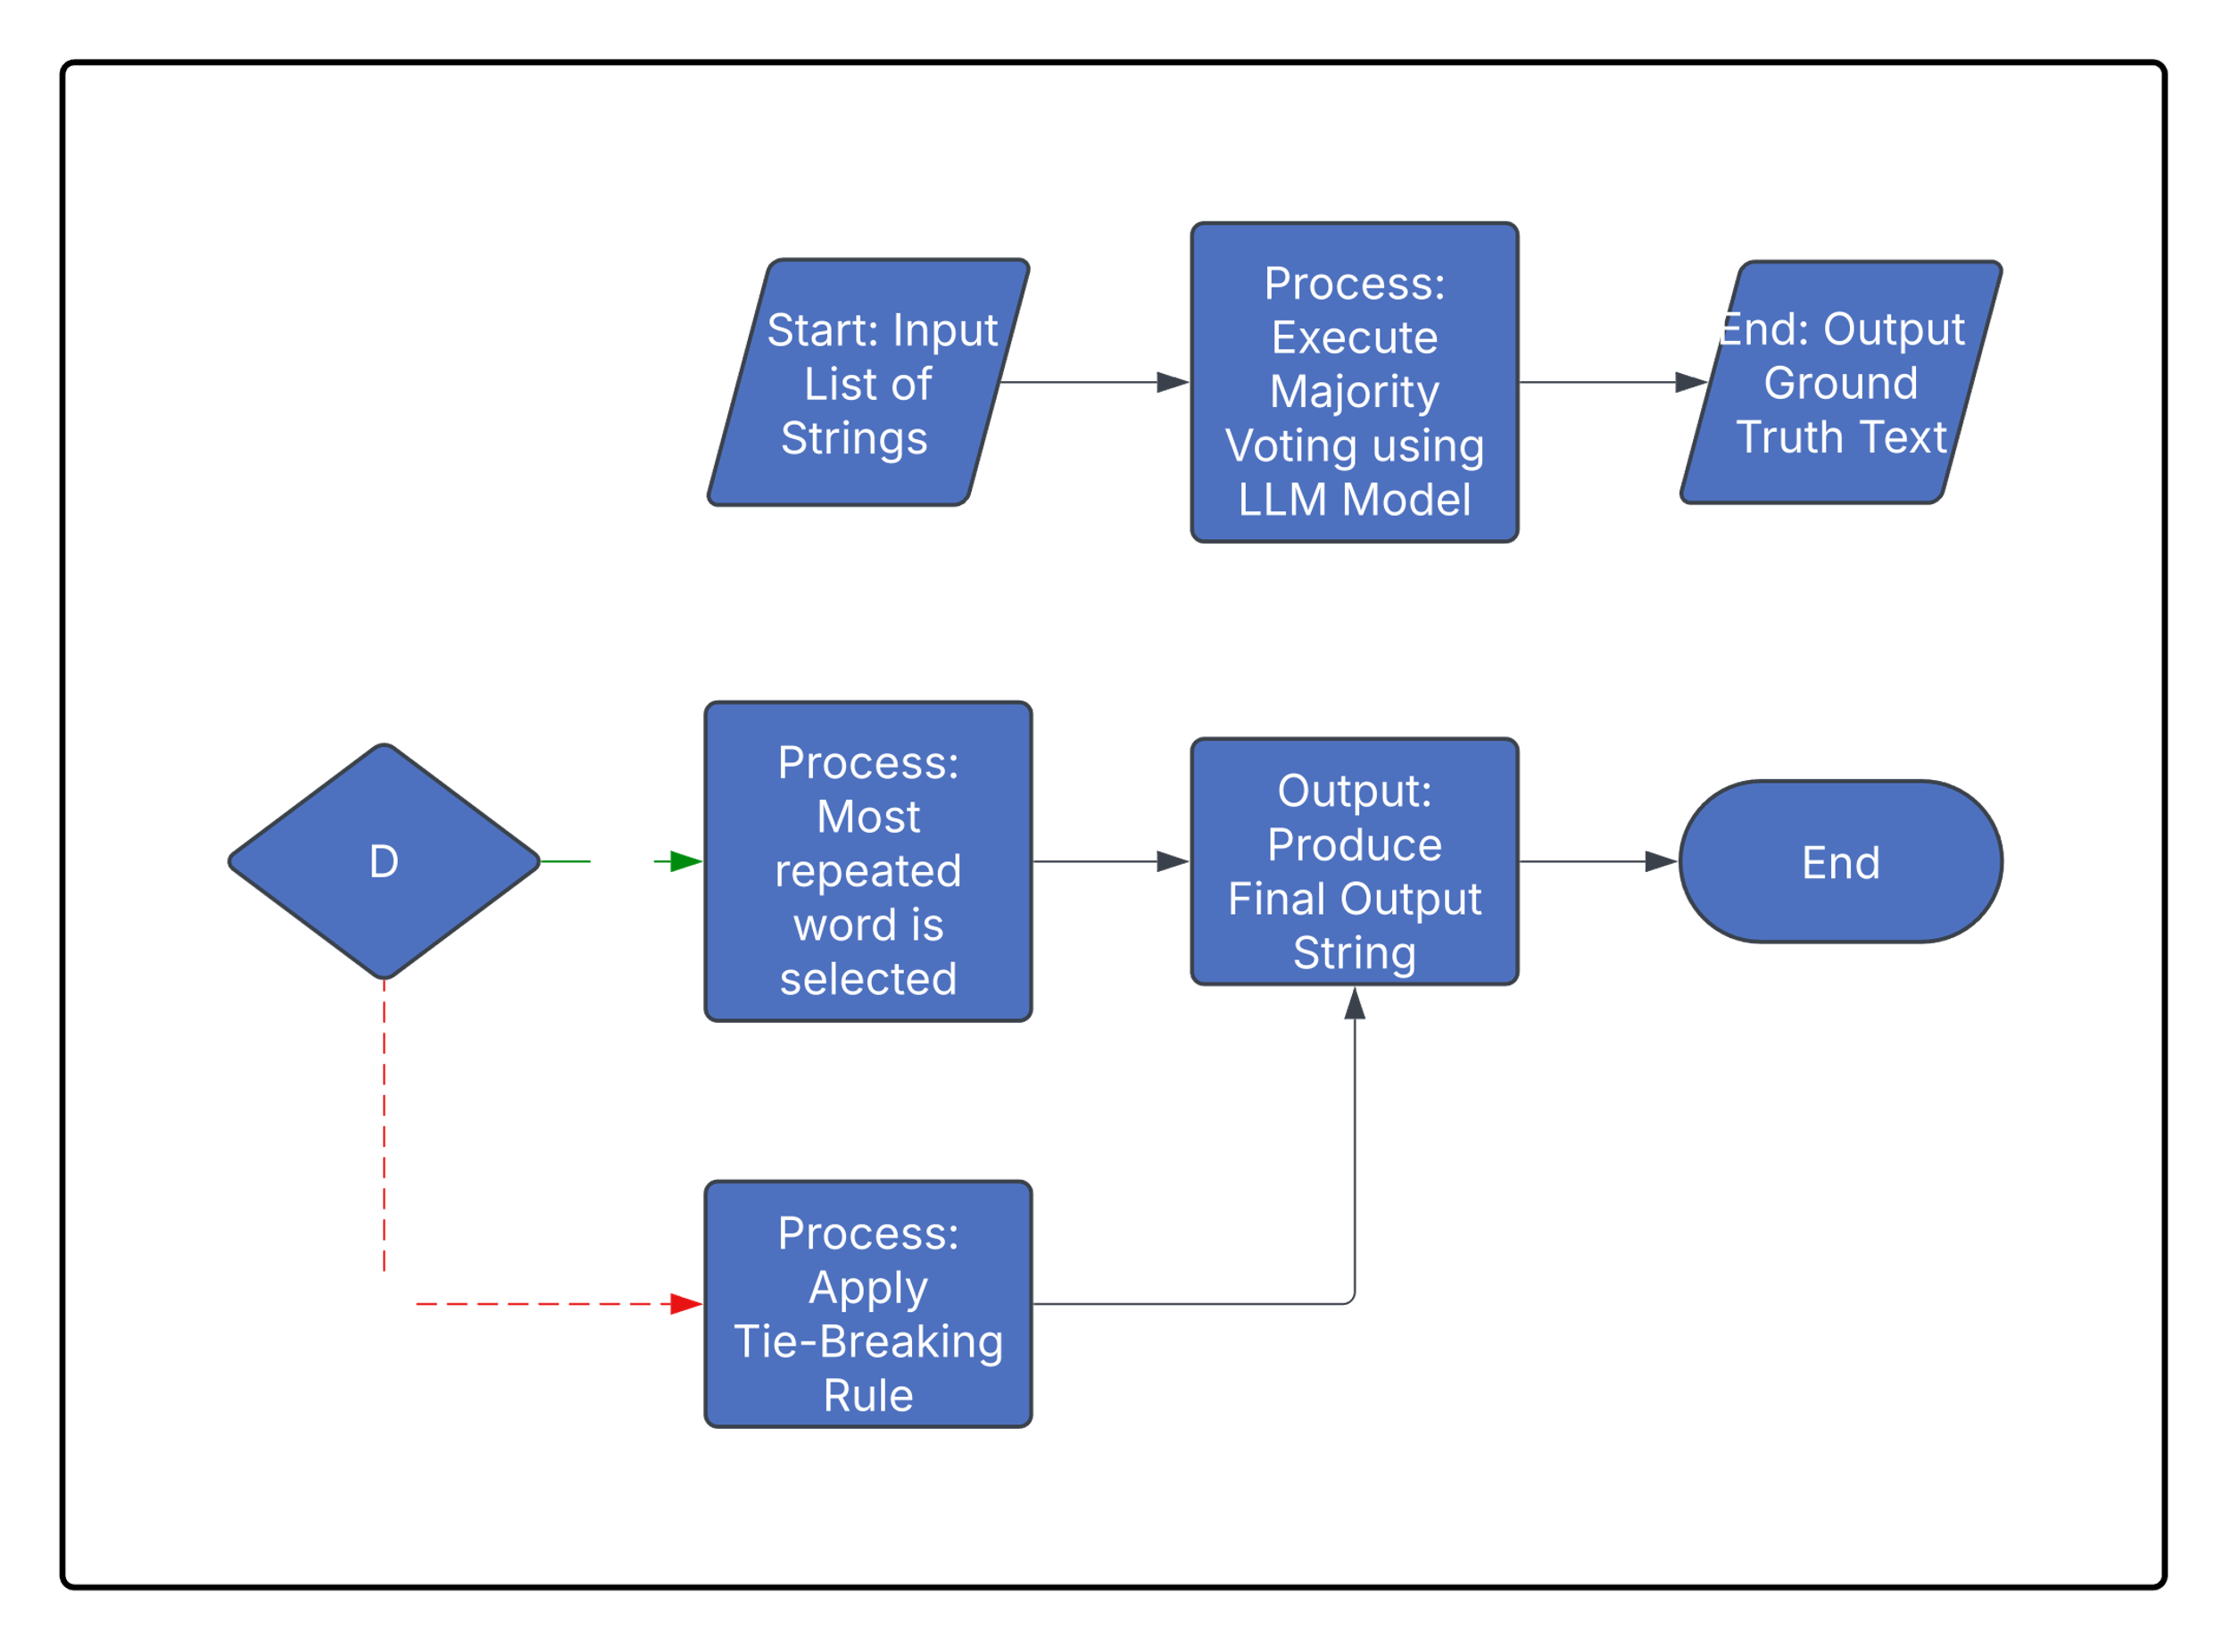 Start: Input
List of
Strings
Process:
Execute
Majority
Voting using
LLM Model
End: Output
Ground
Truth Text
D
Process:
Most
repeated
word is
selected
Output:
Produce
Final Output
String
End
Process:
Apply
Tie-Breaking
Rule